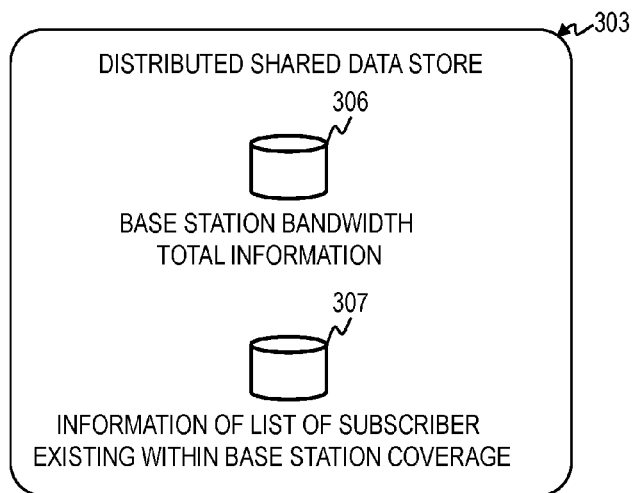 303
DISTRIBUTED SHARED DATA STORE
306
BASE STATION BANDWIDTH
TOTAL INFORMATION
307
INFORMATION OF LIST OF SUBSCRIBER
EXISTING WITHIN BASE STATION COVERAGE